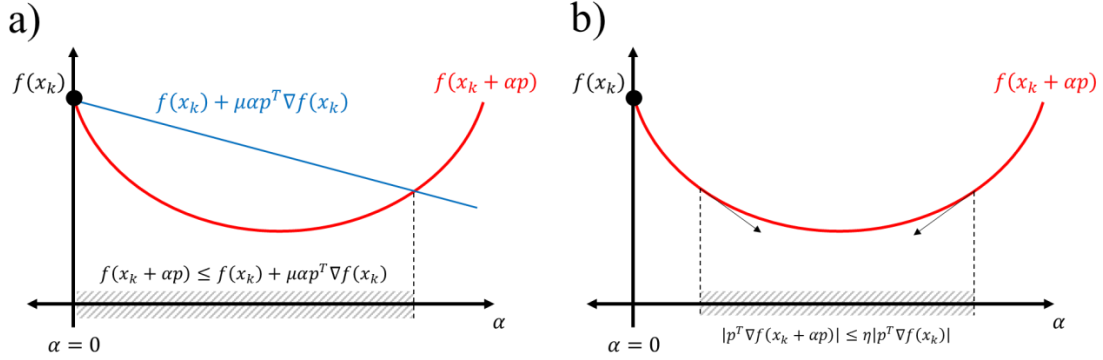 a)
f(x_k)
f(x_k) + μαp^T∇f(x_k)
f(x_k + αp)
f(x_k + αp) ≤ f(x_k) + μαp^T∇f(x_k)
α
α = 0
b)
f(x_k)
f(x_k + αp)
α
α = 0
|p^T∇f(x_k + αp)| ≤ η|p^T∇f(x_k)|